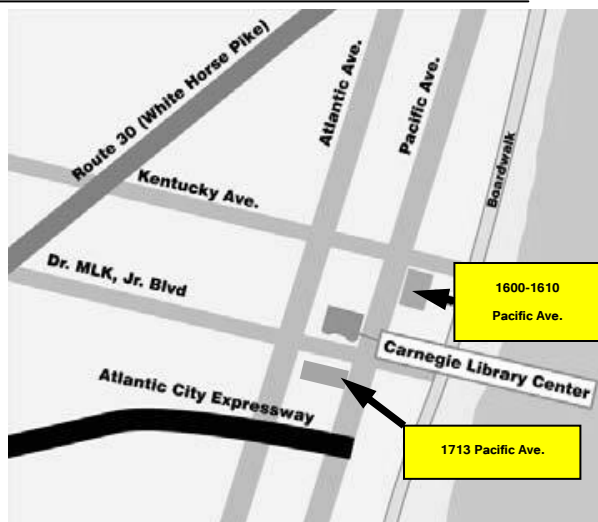 Route 30 (White Horse Pike)
Atlantic Ave.
Pacific Ave.
Boardwalk
Kentucky Ave.
Dr. MLK, Jr. Blvd
1600-1610
Pacific Ave.
Carnegie Library Center
Atlantic City Expressway
1713 Pacific Ave.